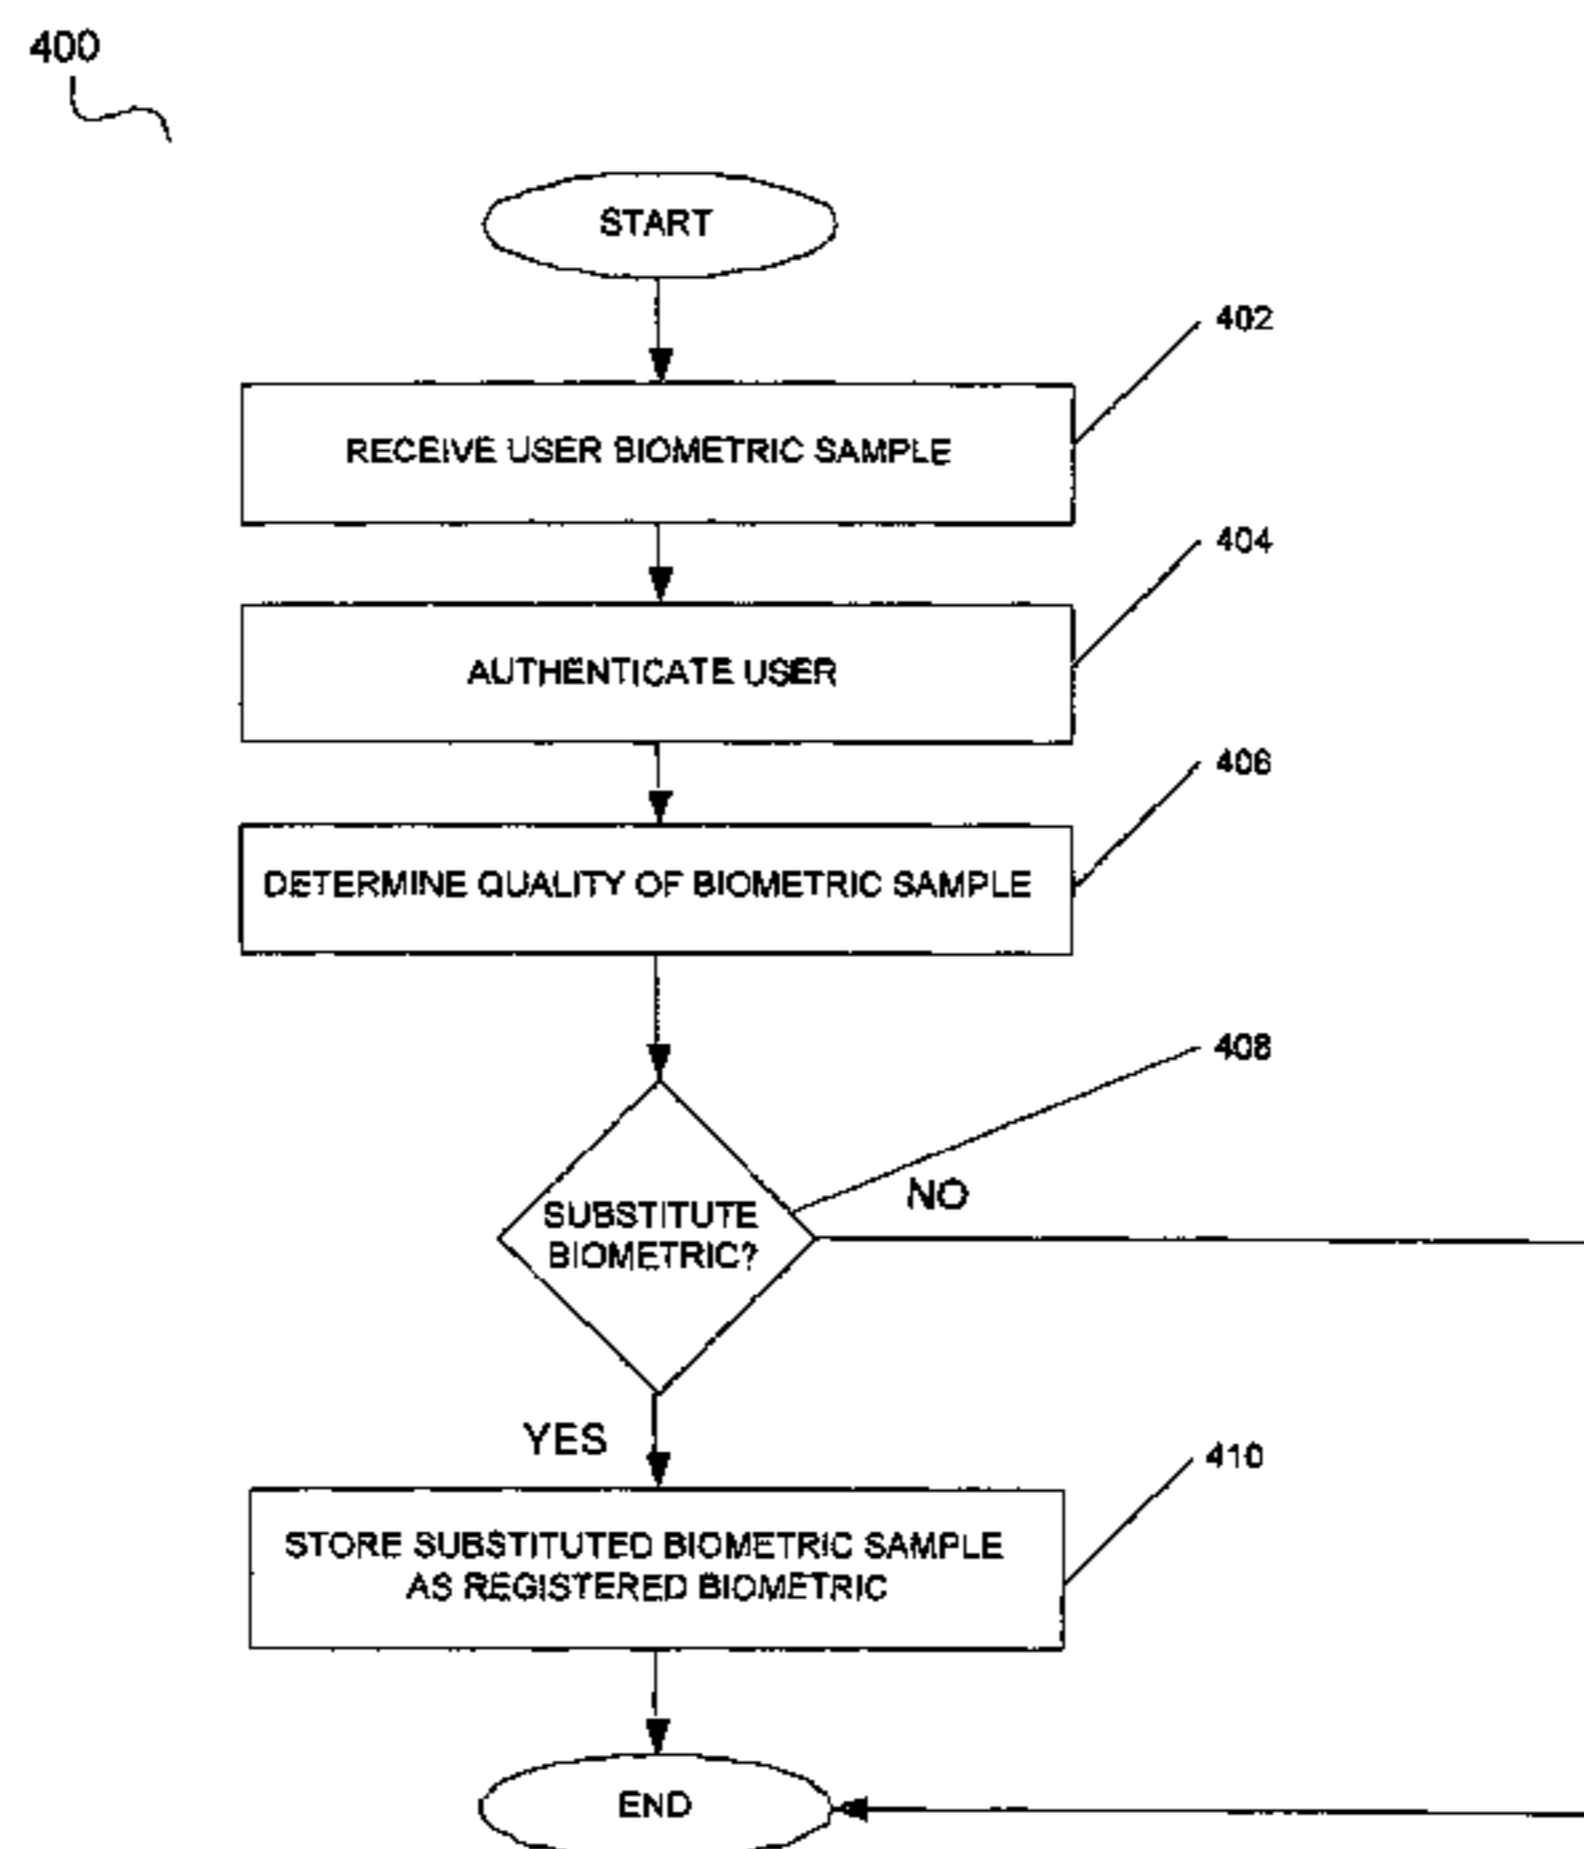 400
START
402
RECEIVE USER BIOMETRIC SAMPLE
404
AUTHENTICATE USER
406
DETERMINE QUALITY OF BIOMETRIC SAMPLE
408
NO
SUBSTITUTE
BIOMETRIC?
YES
410
STORE SUBSTITUTED BIOMETRIC SAMPLE
AS REGISTERED BIOMETRIC
END